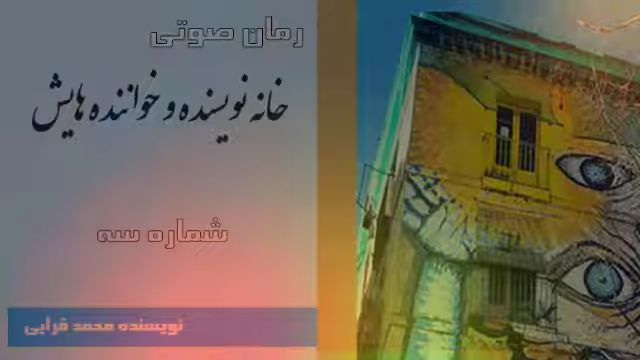 رمان صوتی
خانه نویسنده و خواننده هایش
شماره سه
نویسنده محمد قرایی